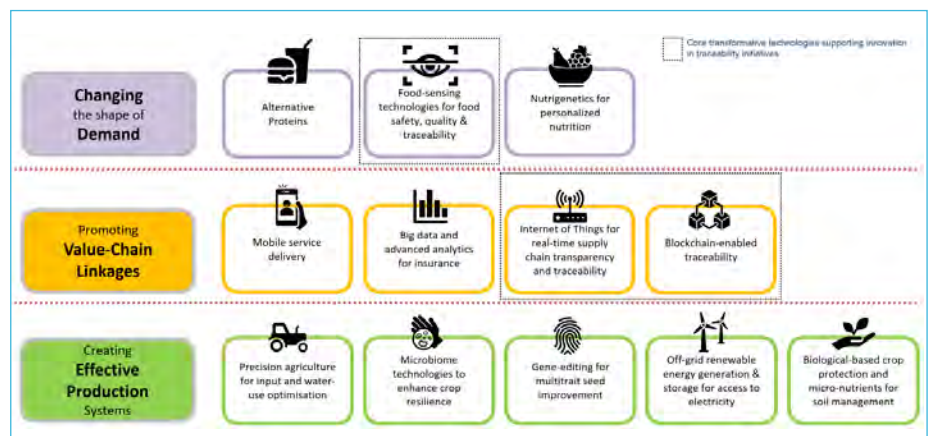 Core transformative technologies supporting innovation
in traceability initiatives
Changing
the shape of
Demand
Alternative
Proteins
Food-sensing
technologies for food
safety, quality &
traceability
Nutrigenetics for
personalized
nutrition
Promoting
Value-Chain
Linkages
Mobile service
delivery
Big data and
advanced analytics
for insurance
Internet of Things for
real-time supply
chain transparency
and traceability
Blockchain-enabled
traceability
Creating
Effective
Production
Systems
Precision agriculture
for input and water-
use optimisation
Microbiome
technologies to
enhance crop
resilience
Gene-editing for
multitrait seed
improvement
Off-grid renewable
energy generation &
storage for access to
electricity
Biological-based crop
protection and
micro-nutrients for
soil management